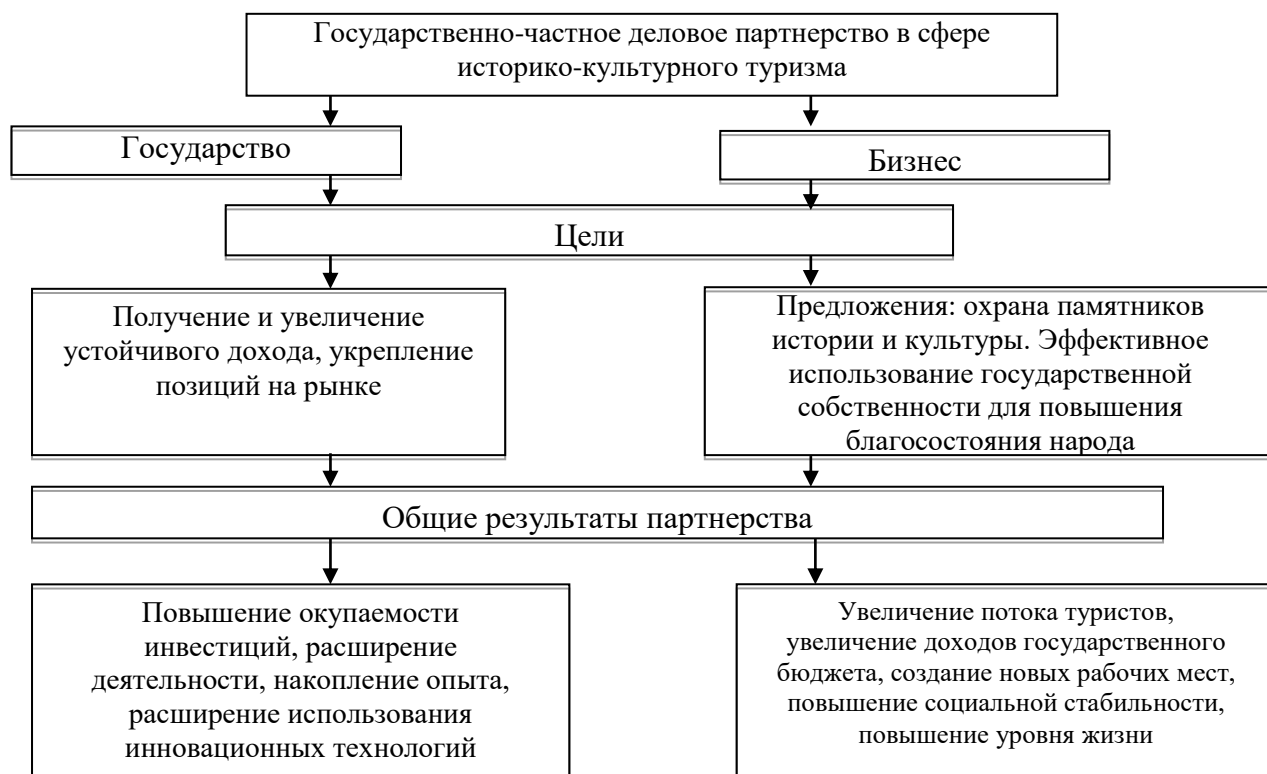 Государственно-частное деловое партнерство в сфере
историко-культурного туризма
Государство
Бизнес
Цели
Получение и увеличение
устойчивого дохода, укрепление
позиций на рынке
Предложения: охрана памятников
истории и культуры. Эффективное
использование государственной
собственности для повышения
благосостояния народа
Общие результаты партнерства
Повышение окупаемости
инвестиций, расширение
деятельности, накопление опыта,
расширение использования
инновационных технологий
Увеличение потока туристов,
увеличение доходов государственного
бюджета, создание новых рабочих мест,
повышение социальной стабильности,
повышение уровня жизни